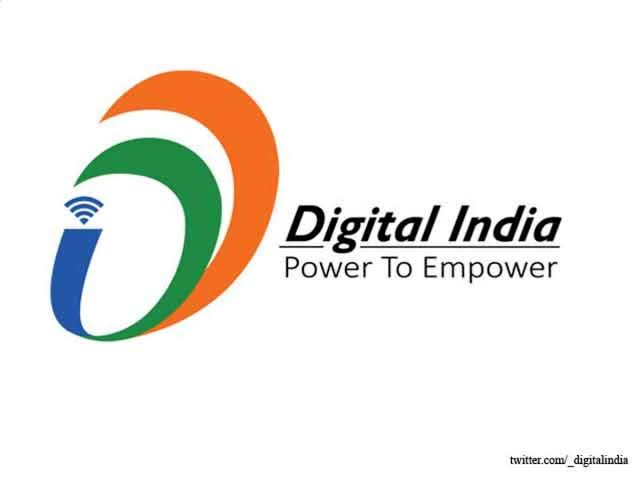 Digital India
Power To Empower
twitter.com/_digitalindia